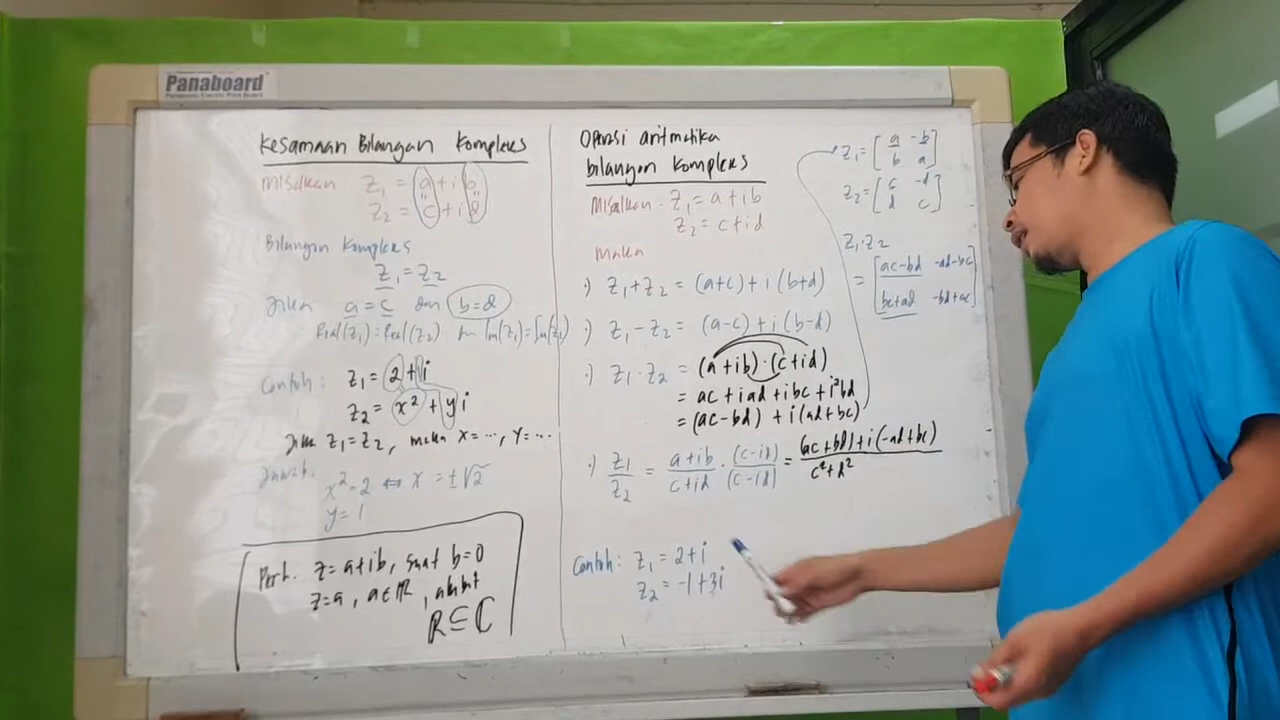 Panaboard
Kesamaan Bilangan Kompleks
Misalkan : Z₁ = a + i b
Z₂ = c + i d
Bilangan Kompleks
Z₁ = Z₂
Jika a = c dan b = d
Real(Z₁) = Real(Z₂) dan Im(Z₁) = Im(Z₂)
Contoh : Z₁ = 2 + i
Z₂ = x² + y i
Jika Z₁ = Z₂, maka x = ..., y = ...
Jawab :
x² = 2 ↔ x = ±√2
y = 1
Perh. Z = a + ib, saat b = 0
Z = a, a ∈ ℝ, akibat
ℝ ⊆ ℂ
Operasi aritmatika
bilangan kompleks
Misalkan : Z₁ = a + ib
Z₂ = c + id
Maka
·) Z₁ + Z₂ = (a+c) + i (b+d)
·) Z₁ - Z₂ = (a-c) + i (b-d)
·) Z₁ · Z₂ = (a + ib) · (c + id)
= ac + iad + ibc + i²bd
= (ac - bd) + i(ad + bc)
·) Z₁/Z₂ = (a+ib)/(c+id) · (c-id)/(c-id) = ((ac + bd) + i(-ad + bc))/(c² + d²)
Contoh : Z₁ = 2 + i
Z₂ = -1 + 3i
Z₁ = [a -b
b a]
Z₂ = [c -d
d c]
Z₁·Z₂
= [ac-bd -ad-bc
bc+ad -bd+ac]